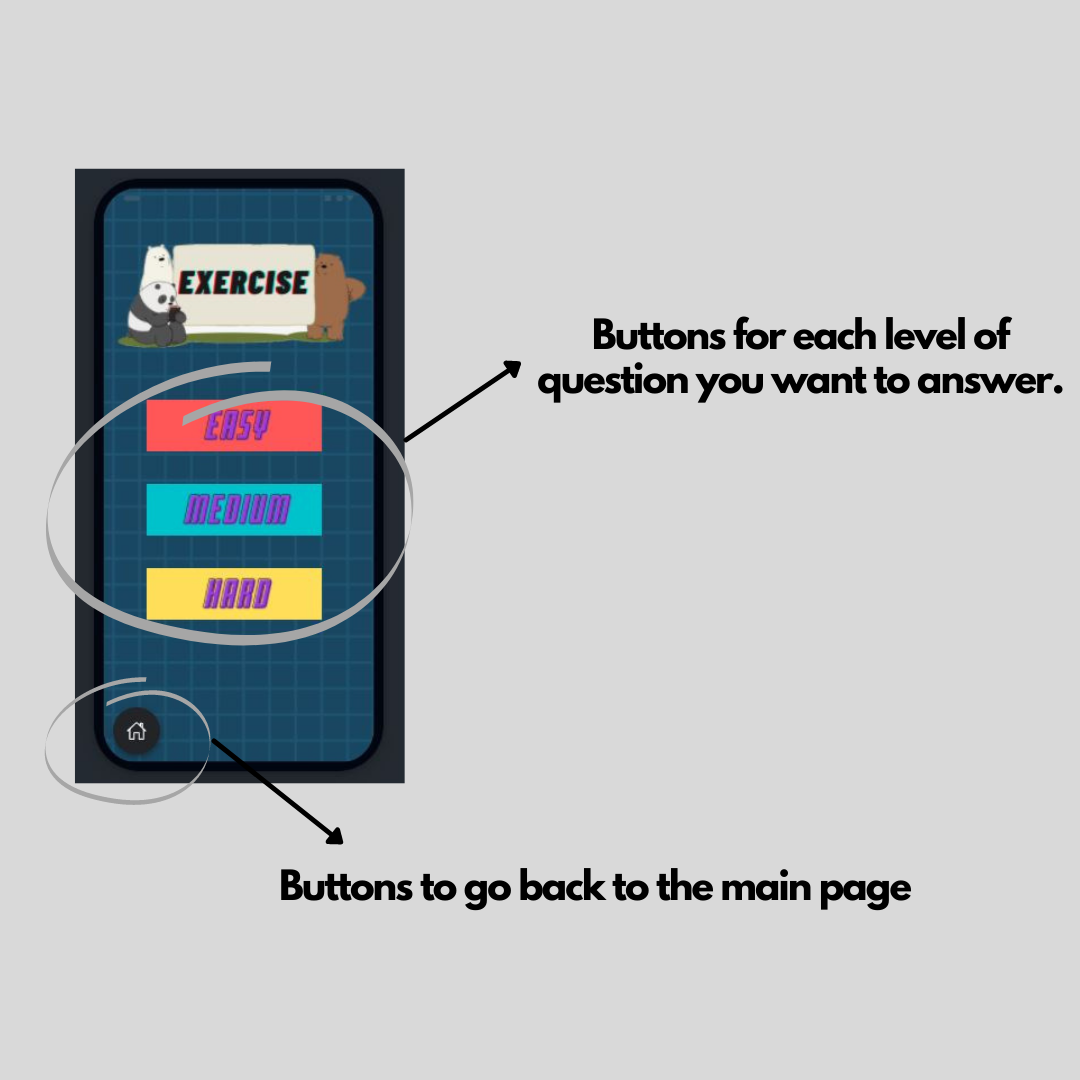 EXERCISE
EASY
MEDIUM
HARD
Buttons for each level of
question you want to answer.
Buttons to go back to the main page